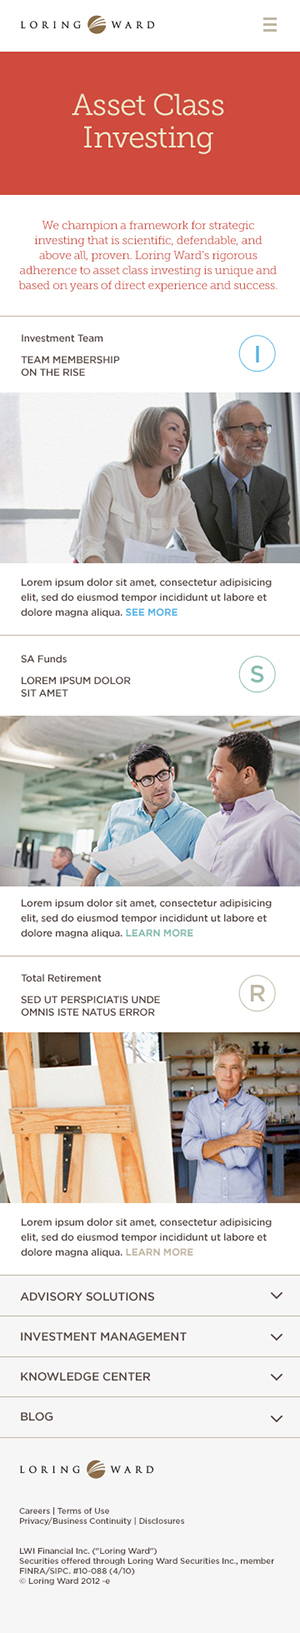 LORING WARD
Asset Class
Investing
We champion a framework for strategic
investing that is scientific, defendable, and
above all, proven. Loring Ward's rigorous
adherence to asset class investing is unique and
based on years of direct experience and success.
Investment Team
TEAM MEMBERSHIP
ON THE RISE
I
Lorem ipsum dolor sit amet, consectetur adipisicing
elit, sed do eiusmod tempor incididunt ut labore et
dolore magna aliqua. SEE MORE
SA Funds
LOREM IPSUM DOLOR
SIT AMET
S
Lorem ipsum dolor sit amet, consectetur adipisicing
elit, sed do eiusmod tempor incididunt ut labore et
dolore magna aliqua. LEARN MORE
Total Retirement
SED UT PERSPICIATIS UNDE
OMNIS ISTE NATUS ERROR
R
Lorem ipsum dolor sit amet, consectetur adipisicing
elit, sed do eiusmod tempor incididunt ut labore et
dolore magna aliqua. LEARN MORE
ADVISORY SOLUTIONS
INVESTMENT MANAGEMENT
KNOWLEDGE CENTER
BLOG
LORING WARD
Careers | Terms of Use
Privacy/Business Continuity | Disclosures
LWI Financial Inc. ("Loring Ward")
Securities offered through Loring Ward Securities Inc., member
FINRA/SIPC. #10-088 (4/10)
© Loring Ward 2012 -e